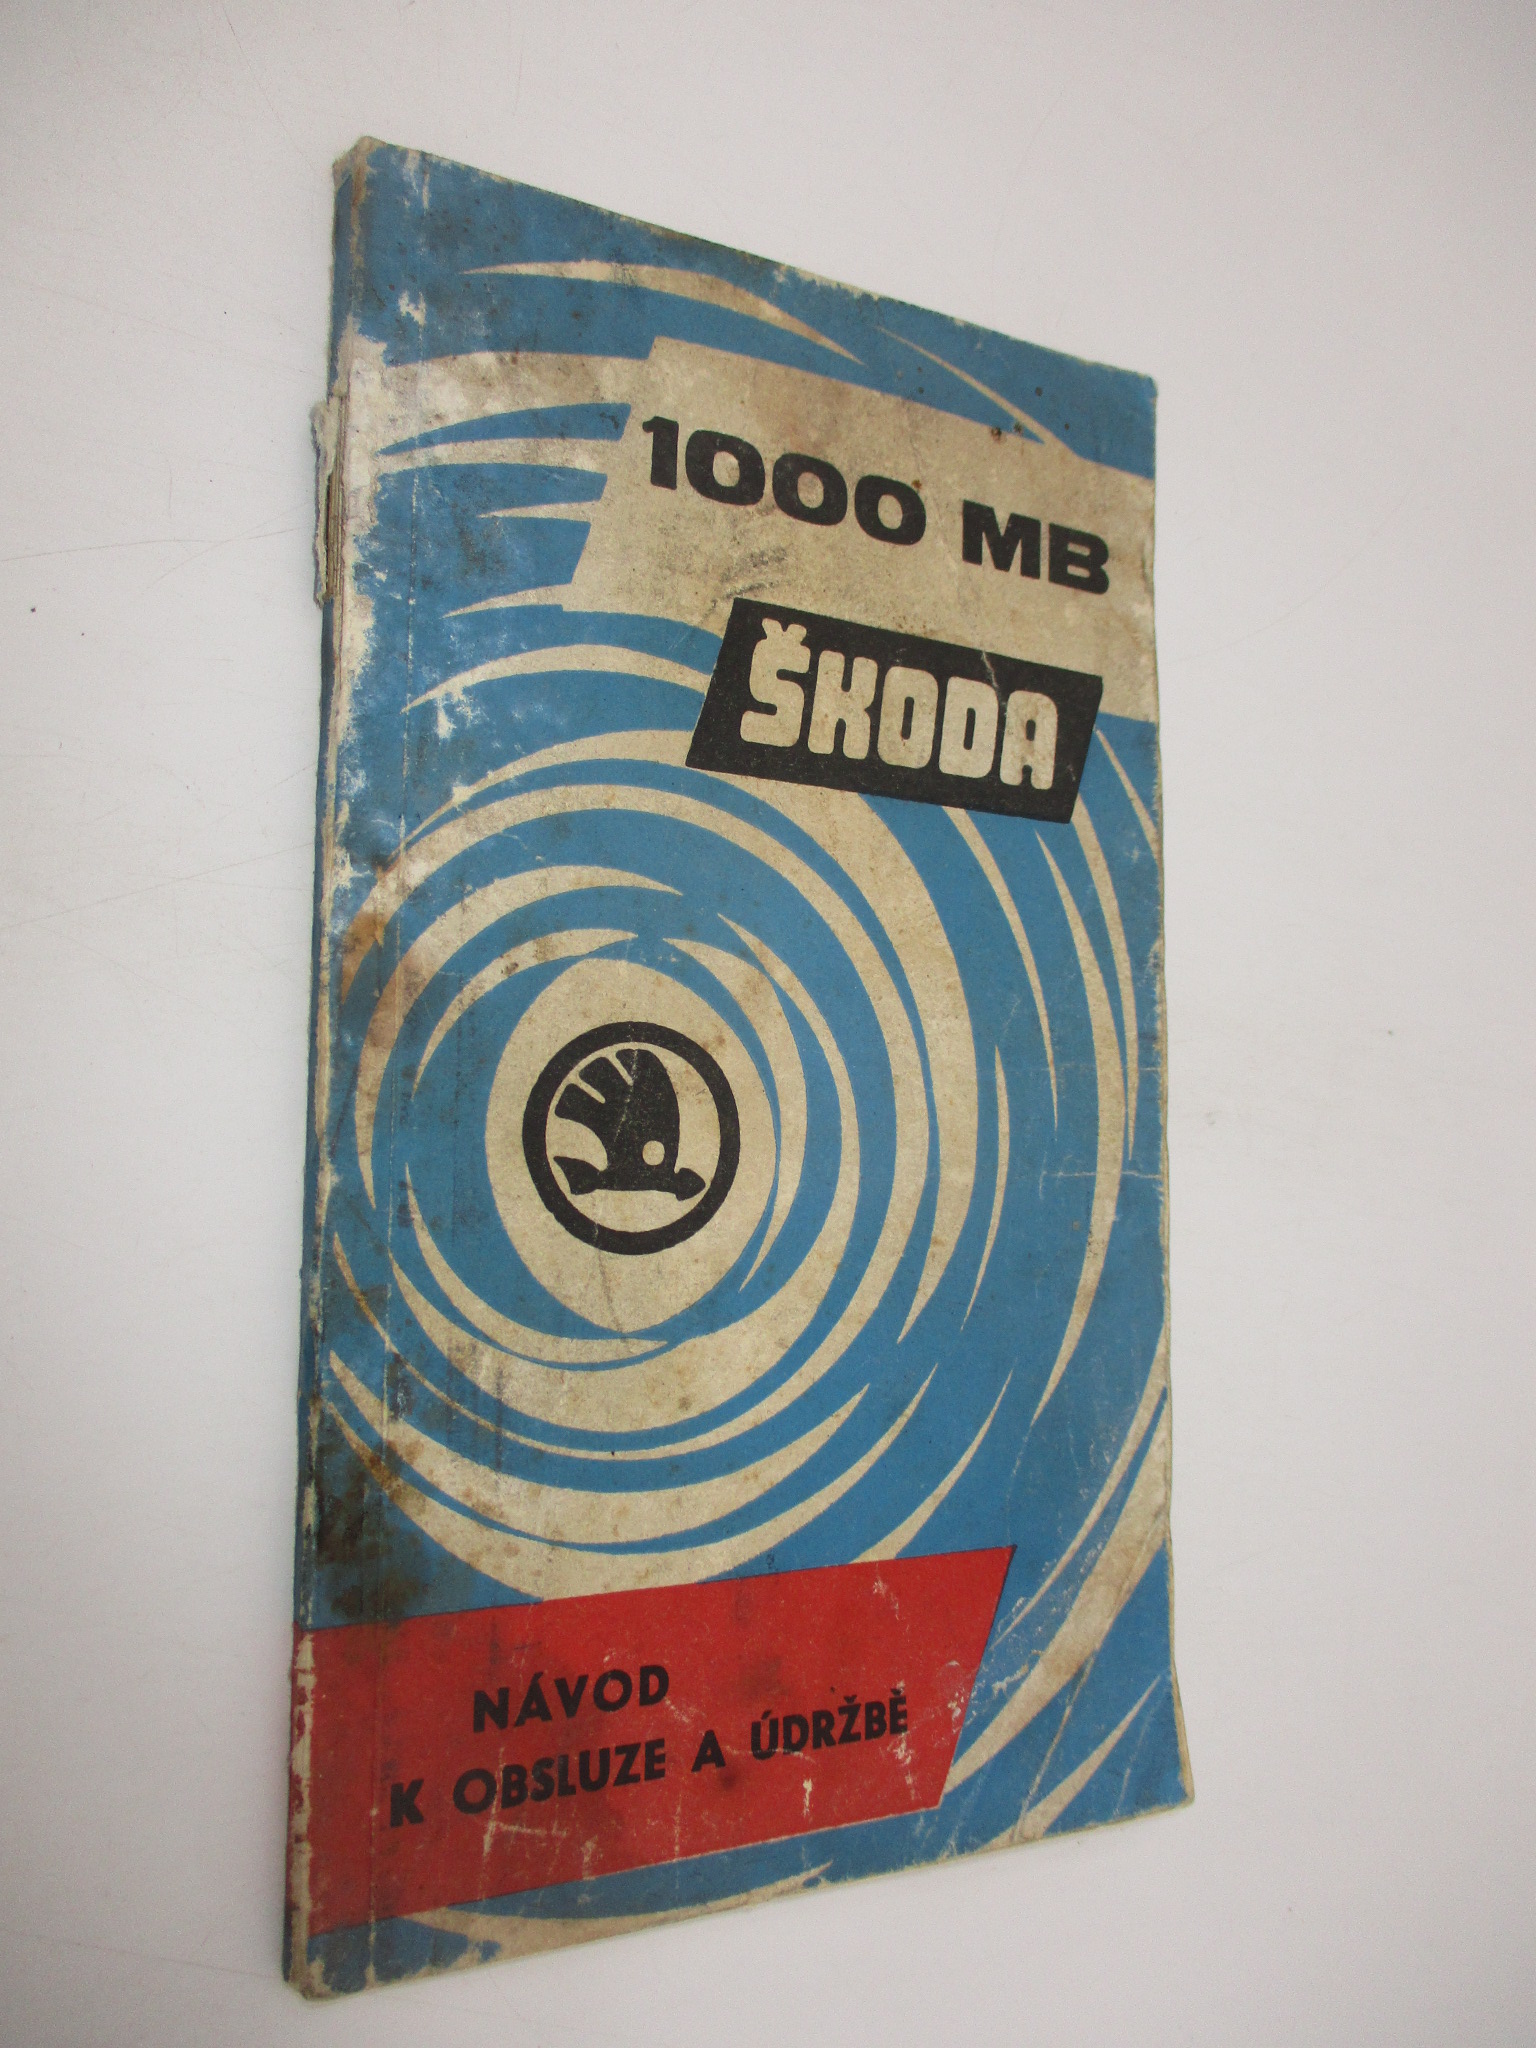 1000 MB
ŠKODA
NÁVOD
K OBSLUZE A ÚDRŽBĚ